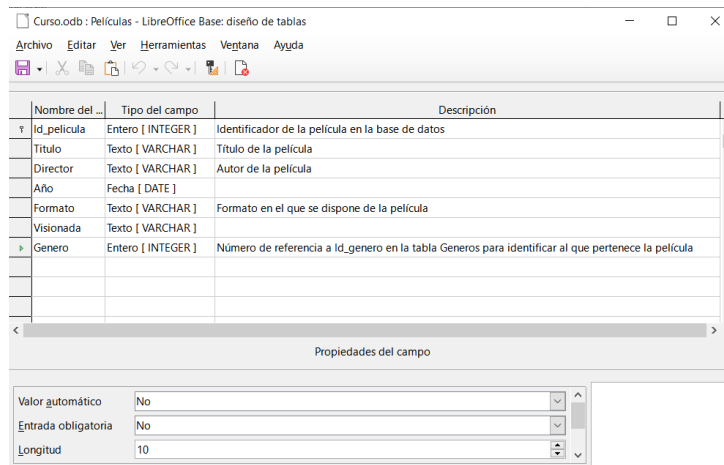 Curso.odb : Películas - LibreOffice Base: diseño de tablas
Archivo Editar Ver Herramientas Ventana Ayuda
Nombre del ... Tipo del campo Descripción
Id_pelicula Entero [ INTEGER ] Identificador de la película en la base de datos
Titulo Texto [ VARCHAR ] Título de la película
Director Texto [ VARCHAR ] Autor de la película
Año Fecha [ DATE ]
Formato Texto [ VARCHAR ] Formato en el que se dispone de la película
Visionada Texto [ VARCHAR ]
Genero Entero [ INTEGER ] Número de referencia a Id_genero en la tabla Generos para identificar al que pertenece la película
Propiedades del campo
Valor automático No
Entrada obligatoria No
Longitud 10